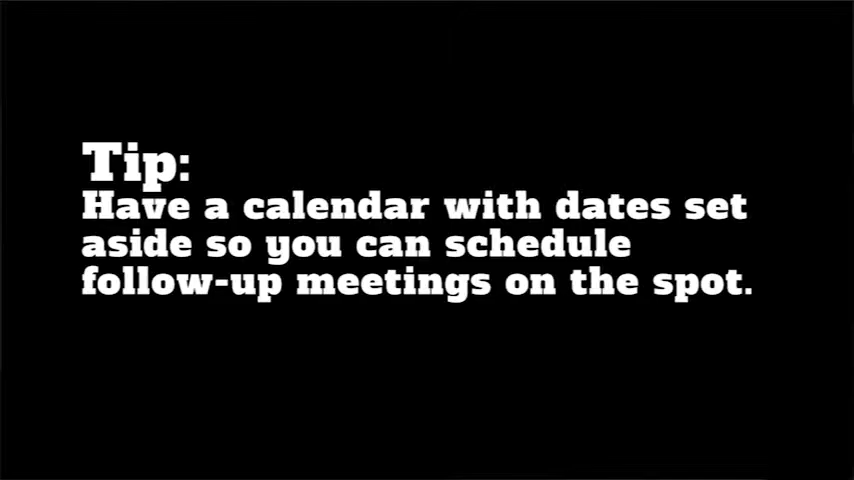 Tip:
Have a calendar with dates set
aside so you can schedule
follow-up meetings on the spot.